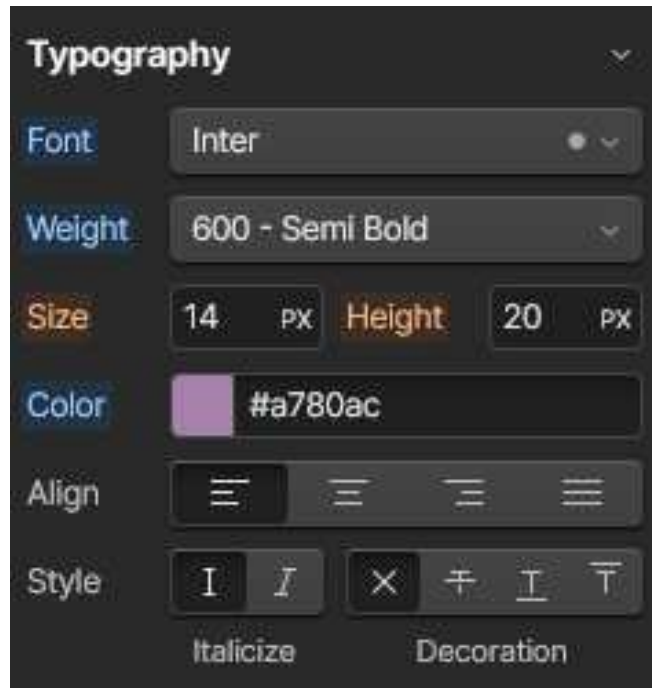 Typography
Font Inter
Weight 600 - Semi Bold
Size 14 PX Height 20 PX
Color #a780ac
Align
Style
Italicize Decoration